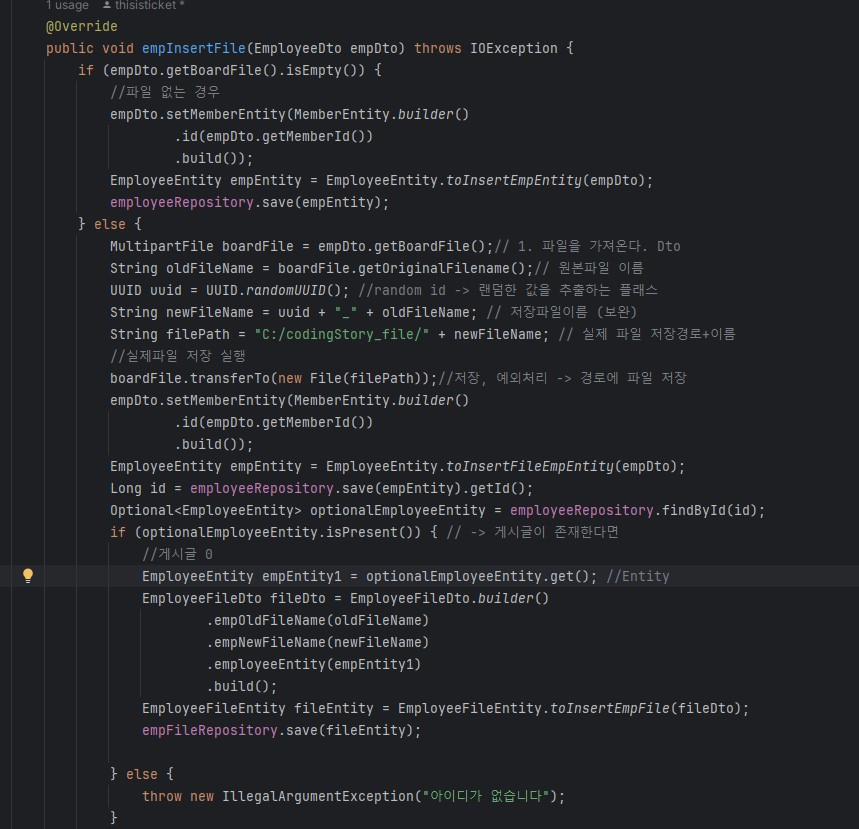 1 usage thisisticket *
@Override
public void empInsertFile(EmployeeDto empDto) throws IOException {
if (empDto.getBoardFile().isEmpty()) {
//파일 없는 경우
empDto.setMemberEntity(MemberEntity.builder()
.id(empDto.getMemberId())
.build());
EmployeeEntity empEntity = EmployeeEntity.toInsertEmpEntity(empDto);
employeeRepository.save(empEntity);
} else {
MultipartFile boardFile = empDto.getBoardFile();// 1. 파일을 가져온다. Dto
String oldFileName = boardFile.getOriginalFilename();// 원본파일 이름
UUID uuid = UUID.randomUUID(); //random id -> 랜덤한 값을 추출하는 플래스
String newFileName = uuid + "_" + oldFileName; // 저장파일이름 (보완)
String filePath = "C:/codingStory_file/" + newFileName; // 실제 파일 저장경로+이름
//실제파일 저장 실행
boardFile.transferTo(new File(filePath));//저장, 예외처리 -> 경로에 파일 저장
empDto.setMemberEntity(MemberEntity.builder()
.id(empDto.getMemberId())
.build());
EmployeeEntity empEntity = EmployeeEntity.toInsertFileEmpEntity(empDto);
Long id = employeeRepository.save(empEntity).getId();
Optional<EmployeeEntity> optionalEmployeeEntity = employeeRepository.findById(id);
if (optionalEmployeeEntity.isPresent()) { // -> 게시글이 존재한다면
//게시글 0
EmployeeEntity empEntity1 = optionalEmployeeEntity.get(); //Entity
EmployeeFileDto fileDto = EmployeeFileDto.builder()
.empOldFileName(oldFileName)
.empNewFileName(newFileName)
.employeeEntity(empEntity1)
.build();
EmployeeFileEntity fileEntity = EmployeeFileEntity.toInsertEmpFile(fileDto);
empFileRepository.save(fileEntity);
} else {
throw new IllegalArgumentException("아이디가 없습니다");
}